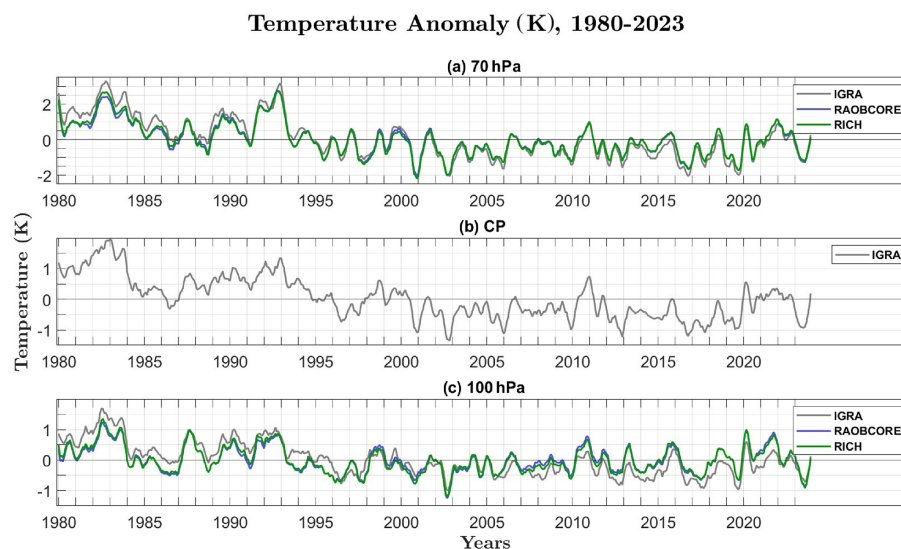 Temperature Anomaly (K), 1980-2023
(a) 70 hPa
2
0
-2
IGRA
RAOBCORE
RICH
1980 1985 1990 1995 2000 2005 2010 2015 2020
(b) CP
1
0
-1
IGRA
1980 1985 1990 1995 2000 2005 2010 2015 2020
Temperature (K)
(c) 100 hPa
1
0
-1
IGRA
RAOBCORE
RICH
1980 1985 1990 1995 2000 2005 2010 2015 2020
Years